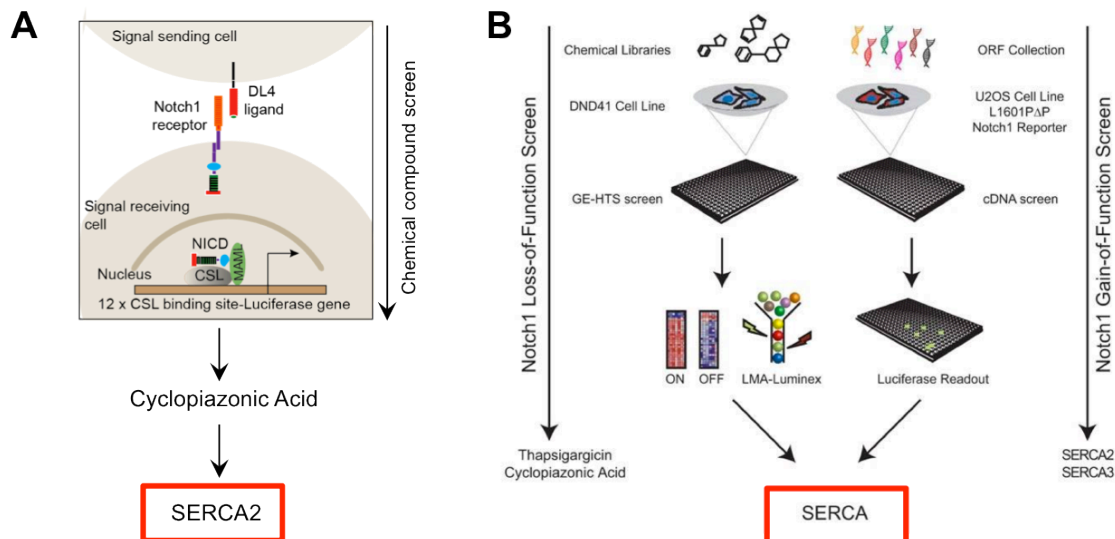 A
Signal sending cell
DL4
ligand
Notch1
receptor
Signal receiving
cell
NICD
MAML
CSL
Nucleus
12 x CSL binding site-Luciferase gene
Chemical compound screen
Cyclopiazonic Acid
SERCA2
B
Notch1 Loss-of-Function Screen
Chemical Libraries
ORF Collection
DND41 Cell Line
U2OS Cell Line
L1601PΔP
Notch1 Reporter
GE-HTS screen
cDNA screen
ON
OFF
LMA-Luminex
Luciferase Readout
Notch1 Gain-of-Function Screen
Thapsigargicin
Cyclopiazonic Acid
SERCA2
SERCA3
SERCA